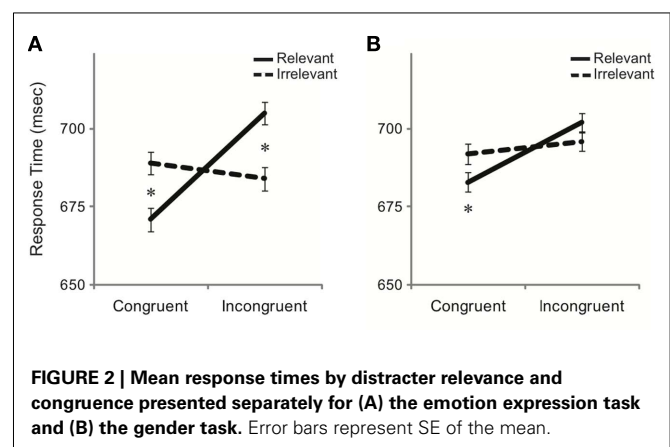 A
B
Relevant
Irrelevant
Relevant
Irrelevant
Response Time (msec)
700
675
650
*
*
Congruent
Incongruent
700
675
650
*
Congruent
Incongruent
FIGURE 2 | Mean response times by distracter relevance and
congruence presented separately for (A) the emotion expression task
and (B) the gender task. Error bars represent SE of the mean.